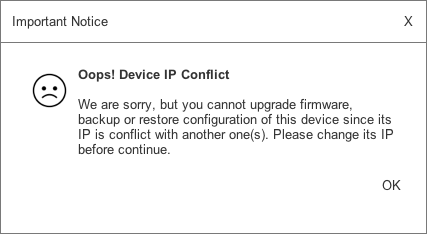 Important Notice X
Oops! Device IP Conflict
We are sorry, but you cannot upgrade firmware,
backup or restore configuration of this device since its
IP is conflict with another one(s). Please change its IP
before continue.
OK